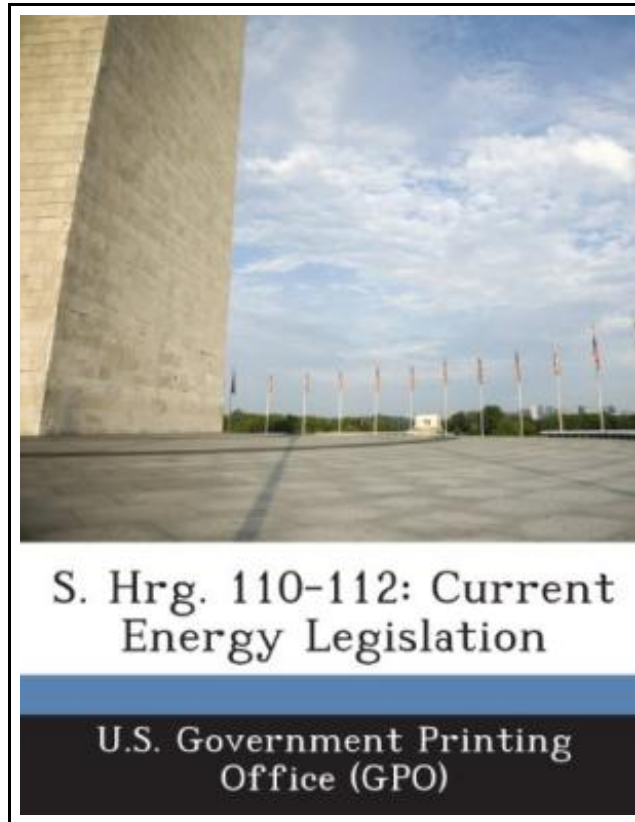 S. Hrg. 110-112: Current
Energy Legislation
U.S. Government Printing
Office (GPO)